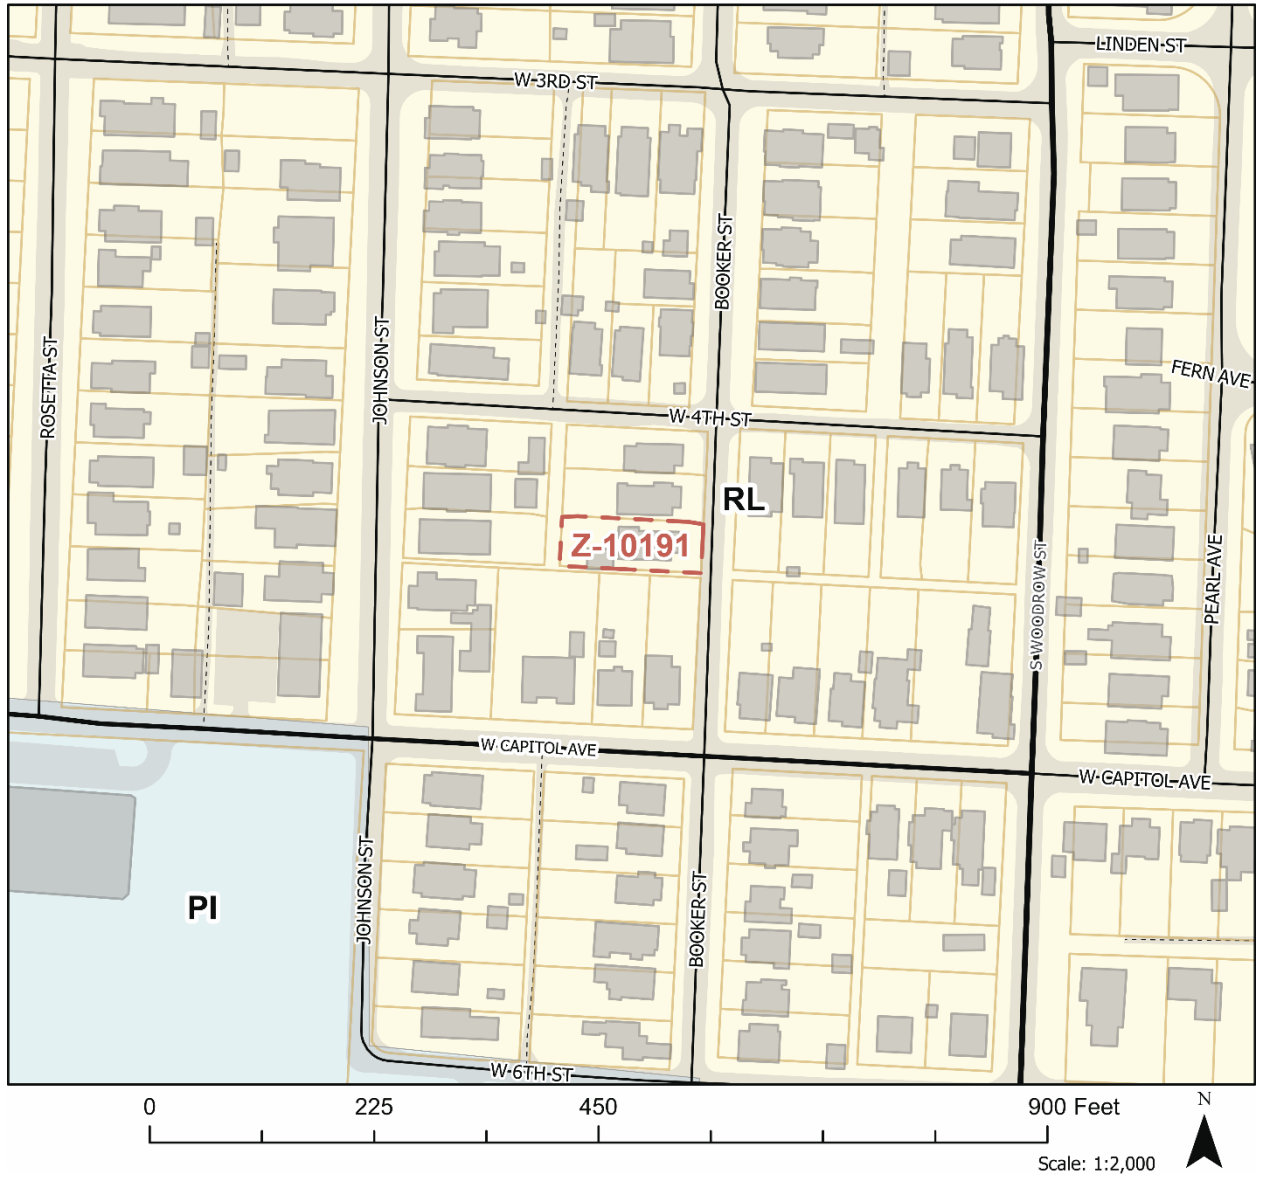 LINDEN ST
W 3RD ST
BOOKER ST
JOHNSON ST
ROSETTA ST
FERN AVE
W 4TH ST
RL
Z-10191
S WOODROW ST
PEARL AVE
W CAPITOL AVE
W CAPITOL AVE
JOHNSON ST
BOOKER ST
PI
W 6TH ST
0 225 450 900 Feet
N
Scale: 1:2,000